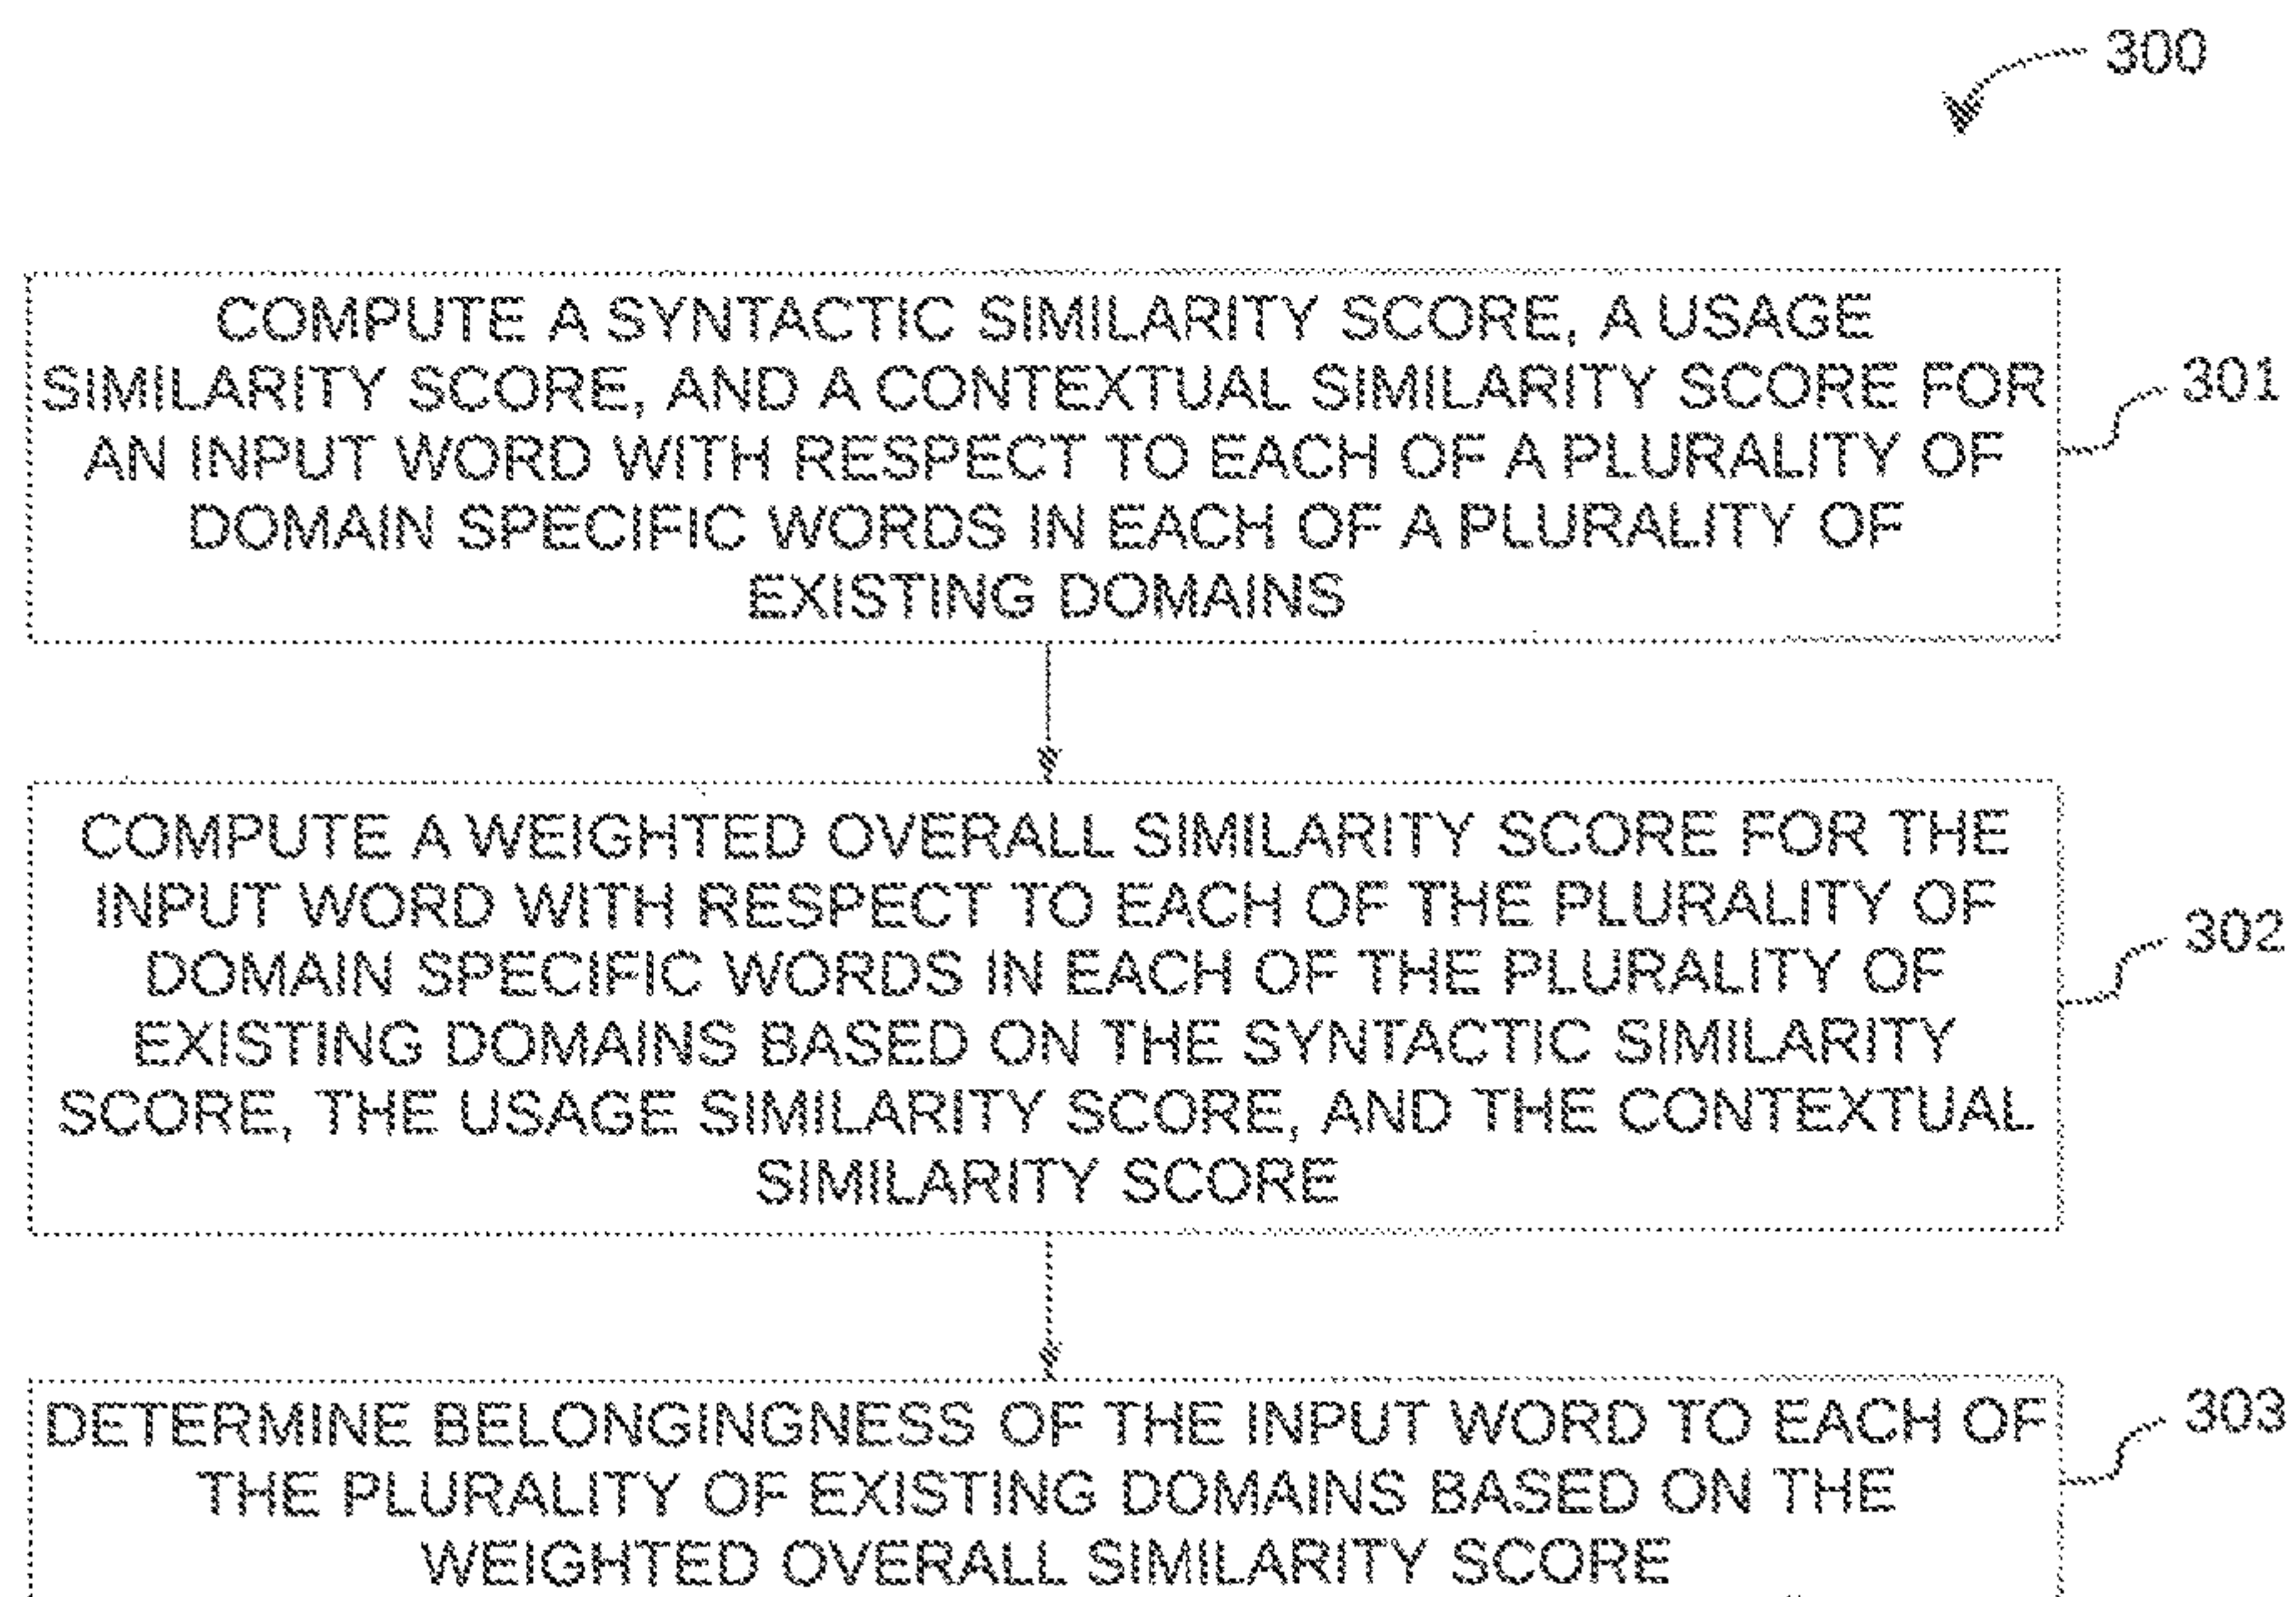 300
COMPUTE A SYNTACTIC SIMILARITY SCORE, A USAGE
SIMILARITY SCORE, AND A CONTEXTUAL SIMILARITY SCORE FOR
AN INPUT WORD WITH RESPECT TO EACH OF A PLURALITY OF
DOMAIN SPECIFIC WORDS IN EACH OF A PLURALITY OF
EXISTING DOMAINS
301
COMPUTE A WEIGHTED OVERALL SIMILARITY SCORE FOR THE
INPUT WORD WITH RESPECT TO EACH OF THE PLURALITY OF
DOMAIN SPECIFIC WORDS IN EACH OF THE PLURALITY OF
EXISTING DOMAINS BASED ON THE SYNTACTIC SIMILARITY
SCORE, THE USAGE SIMILARITY SCORE, AND THE CONTEXTUAL
SIMILARITY SCORE
302
DETERMINE BELONGINGNESS OF THE INPUT WORD TO EACH OF
THE PLURALITY OF EXISTING DOMAINS BASED ON THE
WEIGHTED OVERALL SIMILARITY SCORE
303